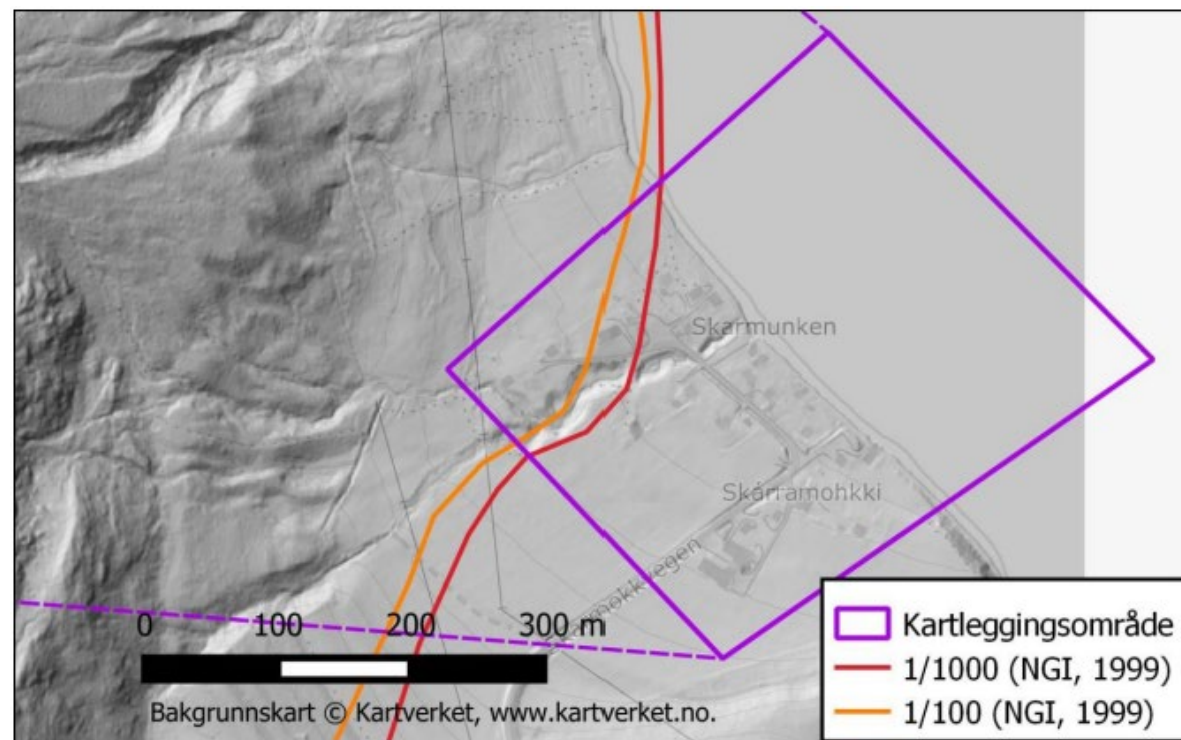 Skarmunken
Skårramohkki
0 100 200 300 m
Bakgrunnskart © Kartverket, www.kartverket.no.
Kartleggingsområde
1/1000 (NGI, 1999)
1/100 (NGI, 1999)